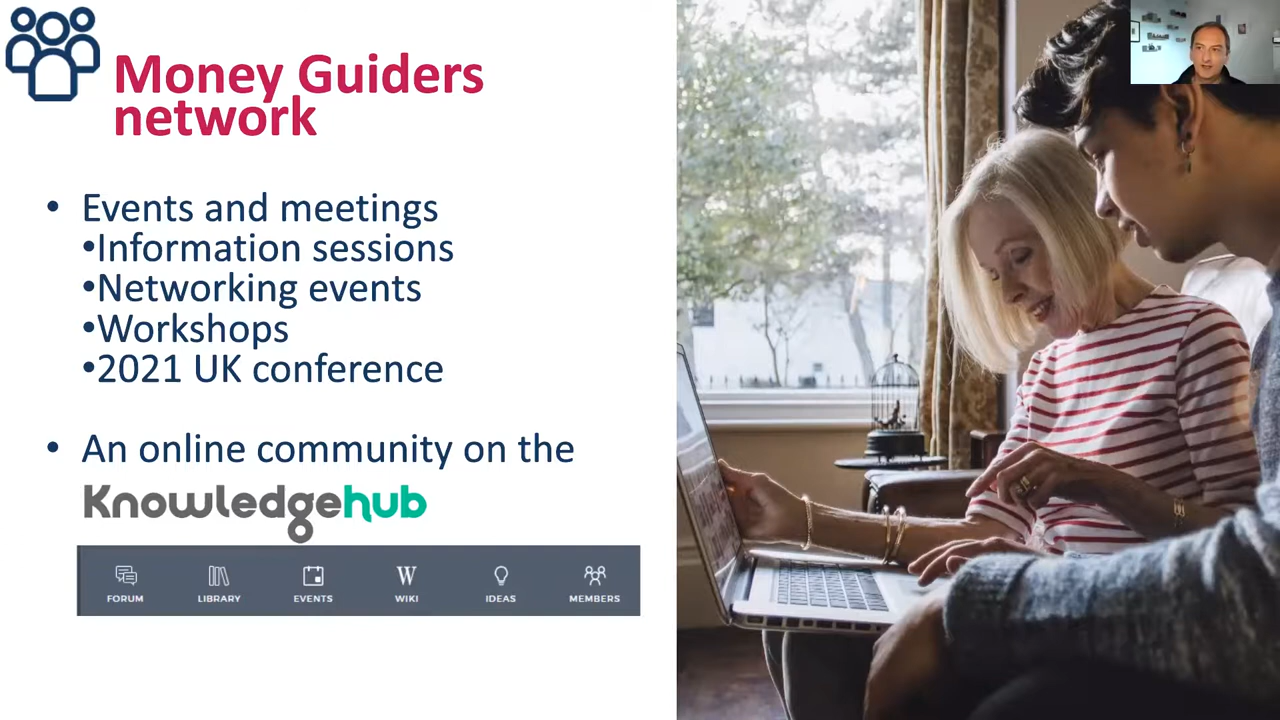 Money Guiders
network
• Events and meetings
•Information sessions
•Networking events
•Workshops
•2021 UK conference
• An online community on the
Knowledgehub
FORUM LIBRARY EVENTS WIKI IDEAS MEMBERS